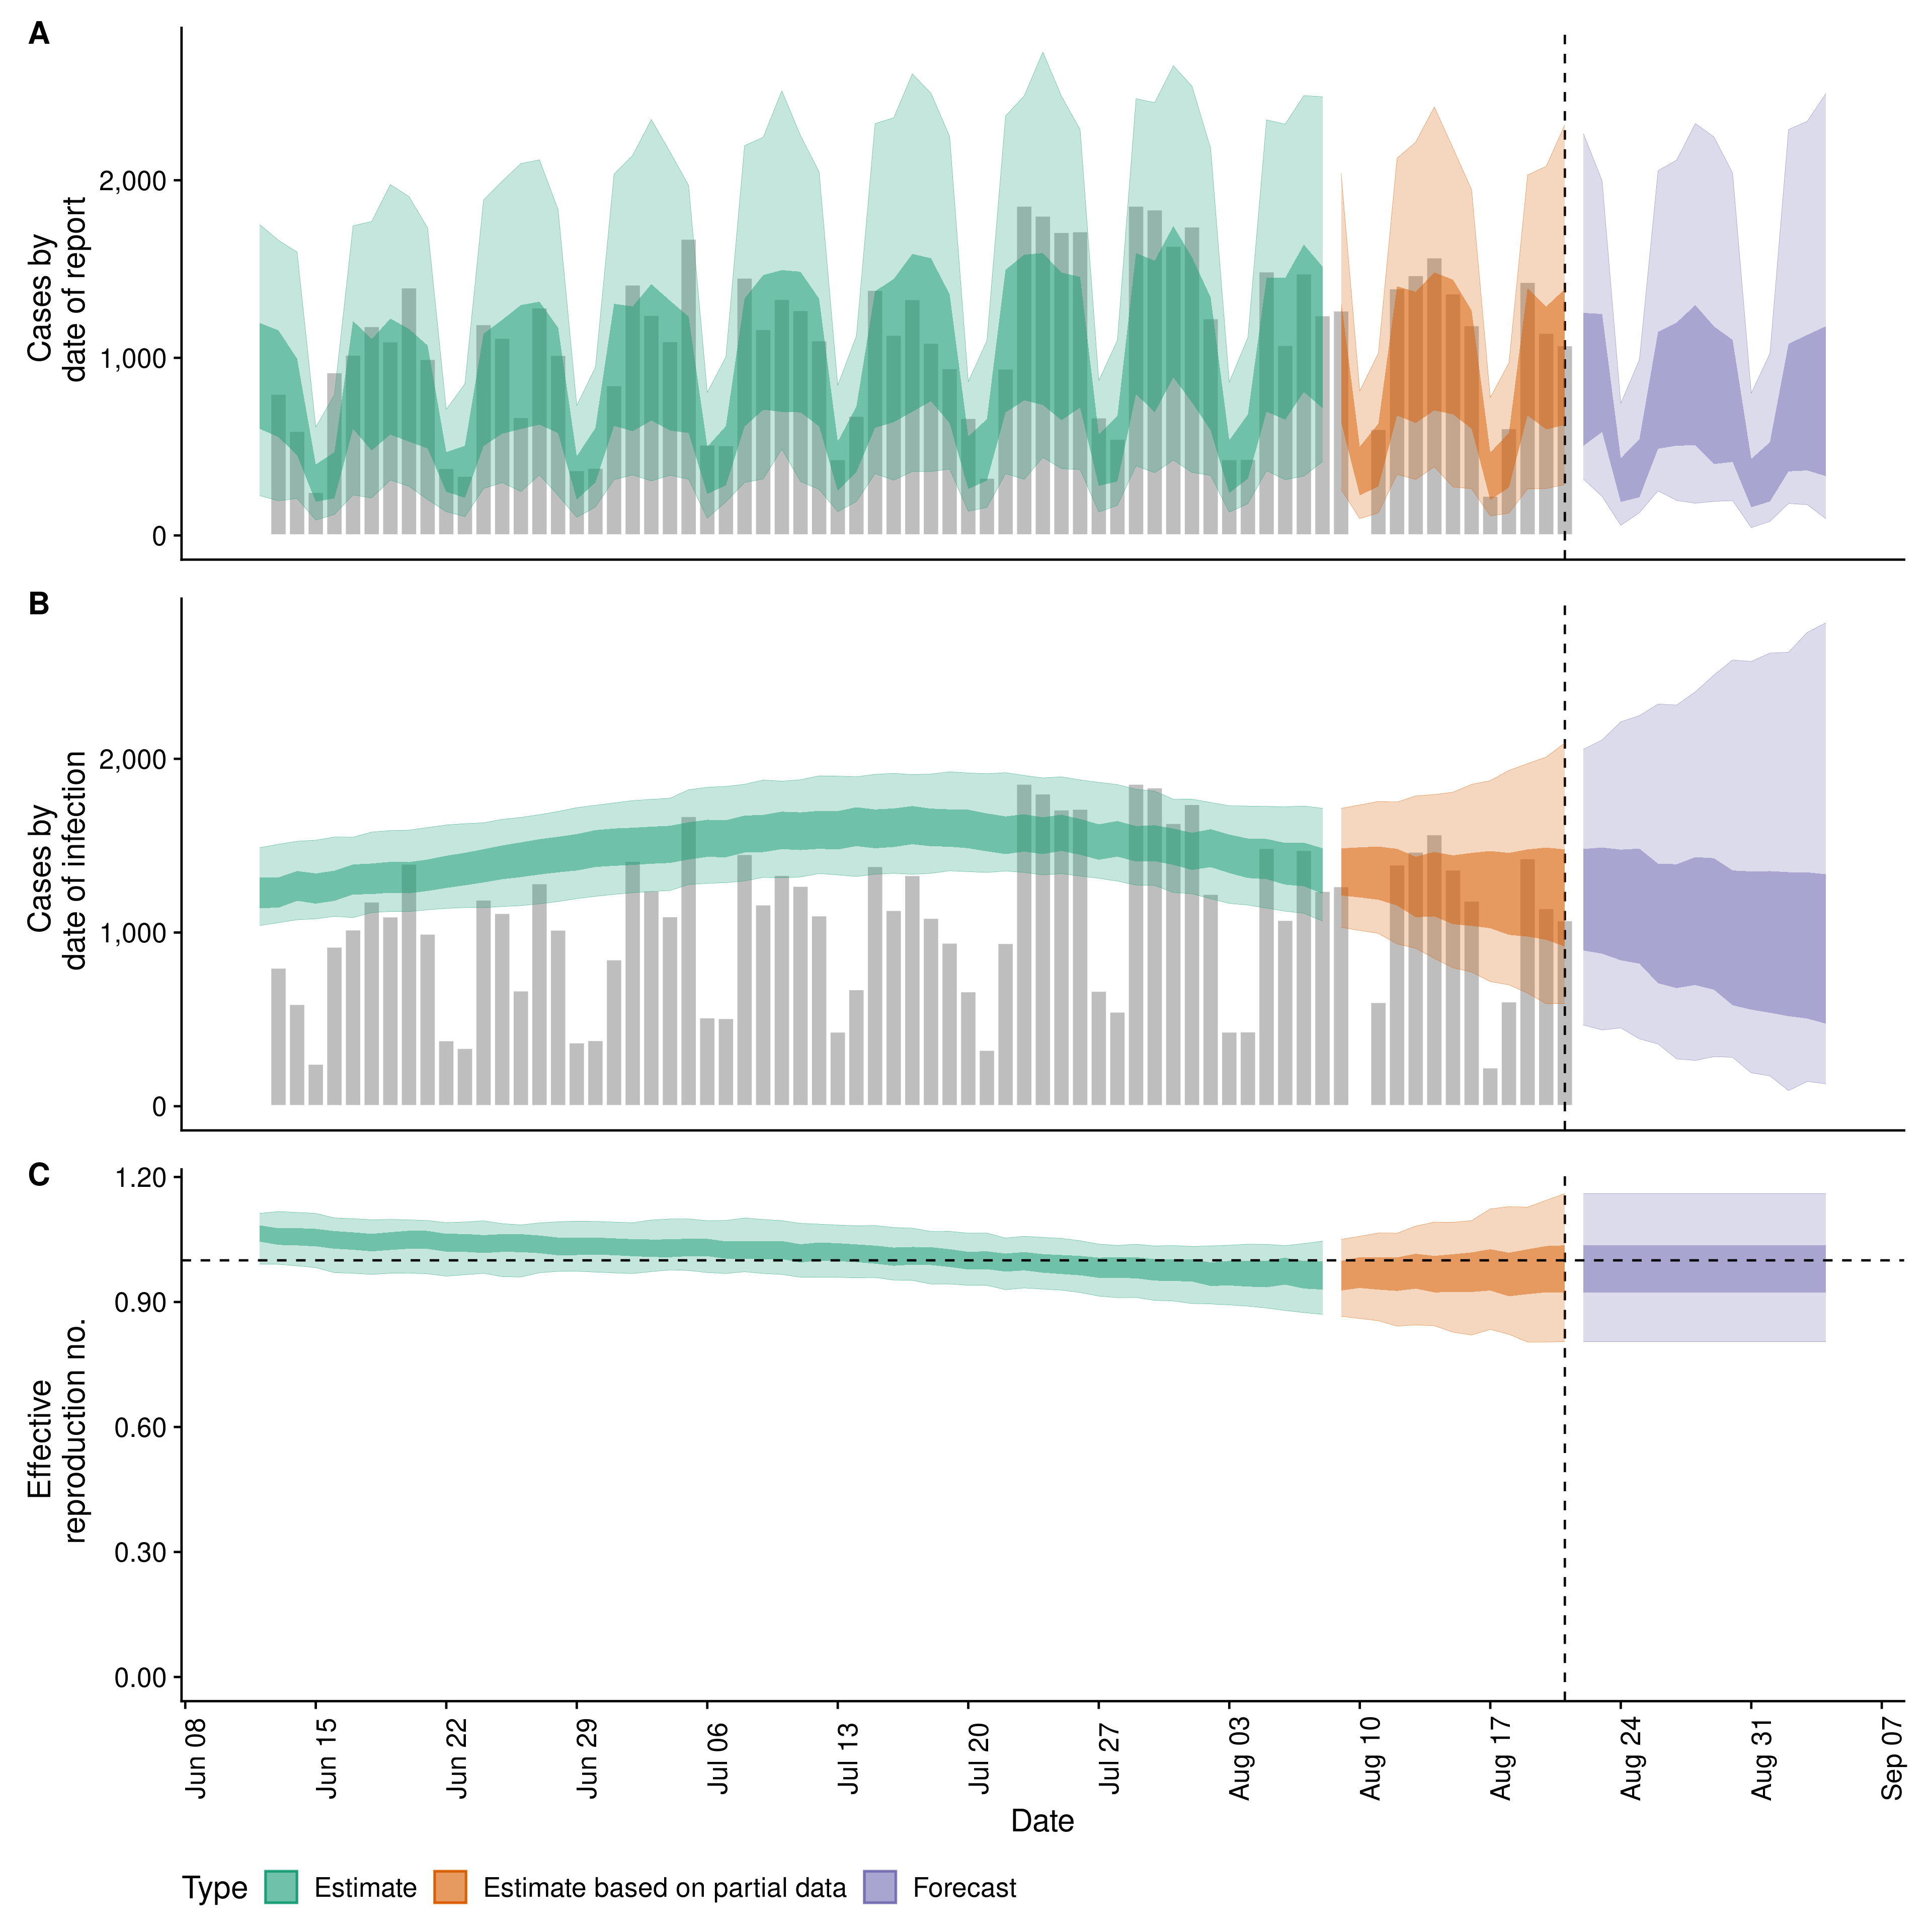 A
Cases by
date of report
2,000
1,000
0
B
Cases by
date of infection
2,000
1,000
0
C
Effective
reproduction no.
1.20
0.90
0.60
0.30
0.00
Jun 08
Jun 15
Jun 22
Jun 29
Jul 06
Jul 13
Jul 20
Jul 27
Aug 03
Aug 10
Aug 17
Aug 24
Aug 31
Sep 07
Date
Type Estimate Estimate based on partial data Forecast